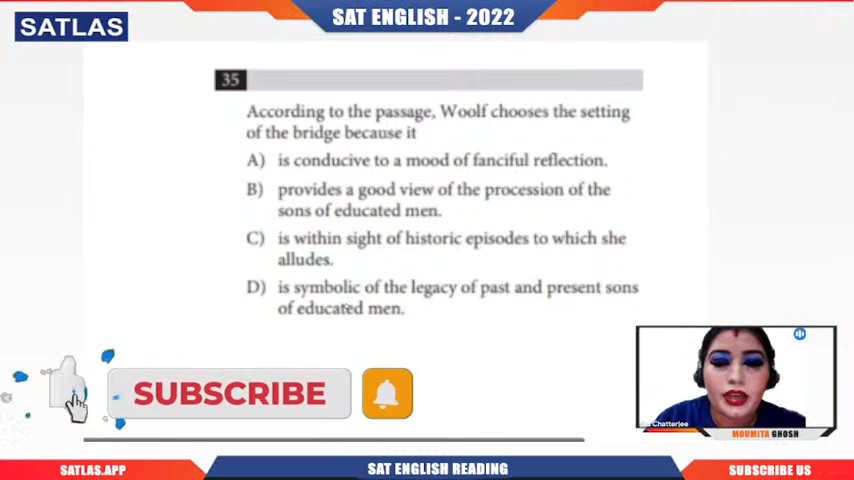 SATLAS
SAT ENGLISH - 2022
35
According to the passage, Woolf chooses the setting
of the bridge because it
A) is conducive to a mood of fanciful reflection.
B) provides a good view of the procession of the
sons of educated men.
C) is within sight of historic episodes to which she
alludes.
D) is symbolic of the legacy of past and present sons
of educated men.
SUBSCRIBE
Chatterjee
MOUMITA GHOSH
SATLAS.APP
SAT ENGLISH READING
SUBSCRIBE US